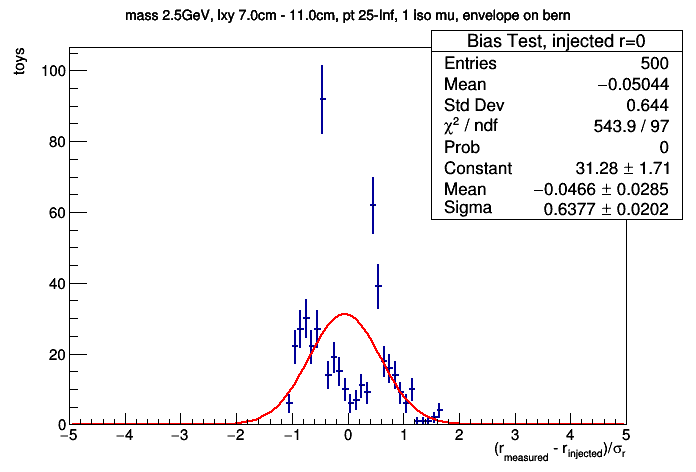 mass 2.5GeV, lxy 7.0cm - 11.0cm, pt 25-Inf, 1 Iso mu, envelope on bern
toys
Bias Test, injected r=0
Entries 500
Mean −0.05044
Std Dev 0.644
χ² / ndf 543.9 / 97
Prob 0
Constant 31.28 ± 1.71
Mean −0.0466 ± 0.0285
Sigma 0.6377 ± 0.0202
100
80
60
40
20
0
−5 −4 −3 −2 −1 0 1 2 3 4 5
(r_measured - r_injected)/σ_r